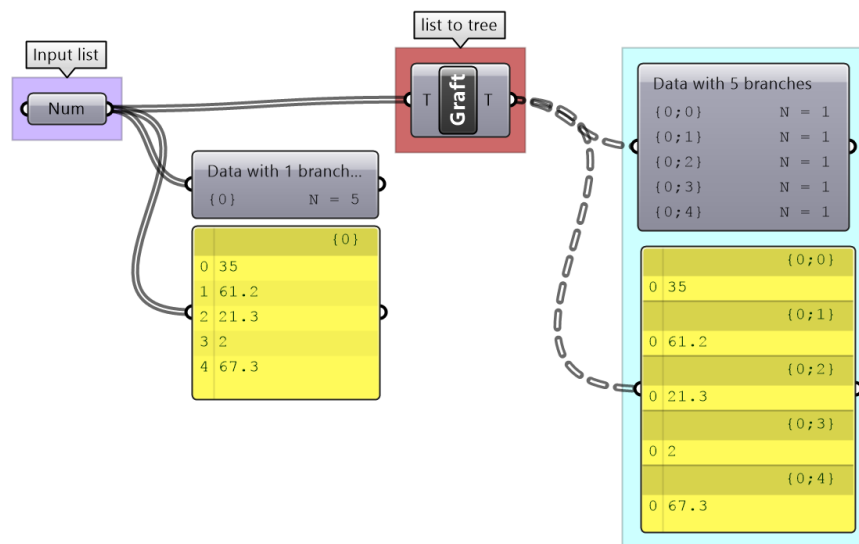 list to tree
Input list
Num
T Graft T
Data with 1 branch...
{0} N = 5
{0}
0 35
1 61.2
2 21.3
3 2
4 67.3
Data with 5 branches
{0;0} N = 1
{0;1} N = 1
{0;2} N = 1
{0;3} N = 1
{0;4} N = 1
{0;0}
0 35
{0;1}
0 61.2
{0;2}
0 21.3
{0;3}
0 2
{0;4}
0 67.3